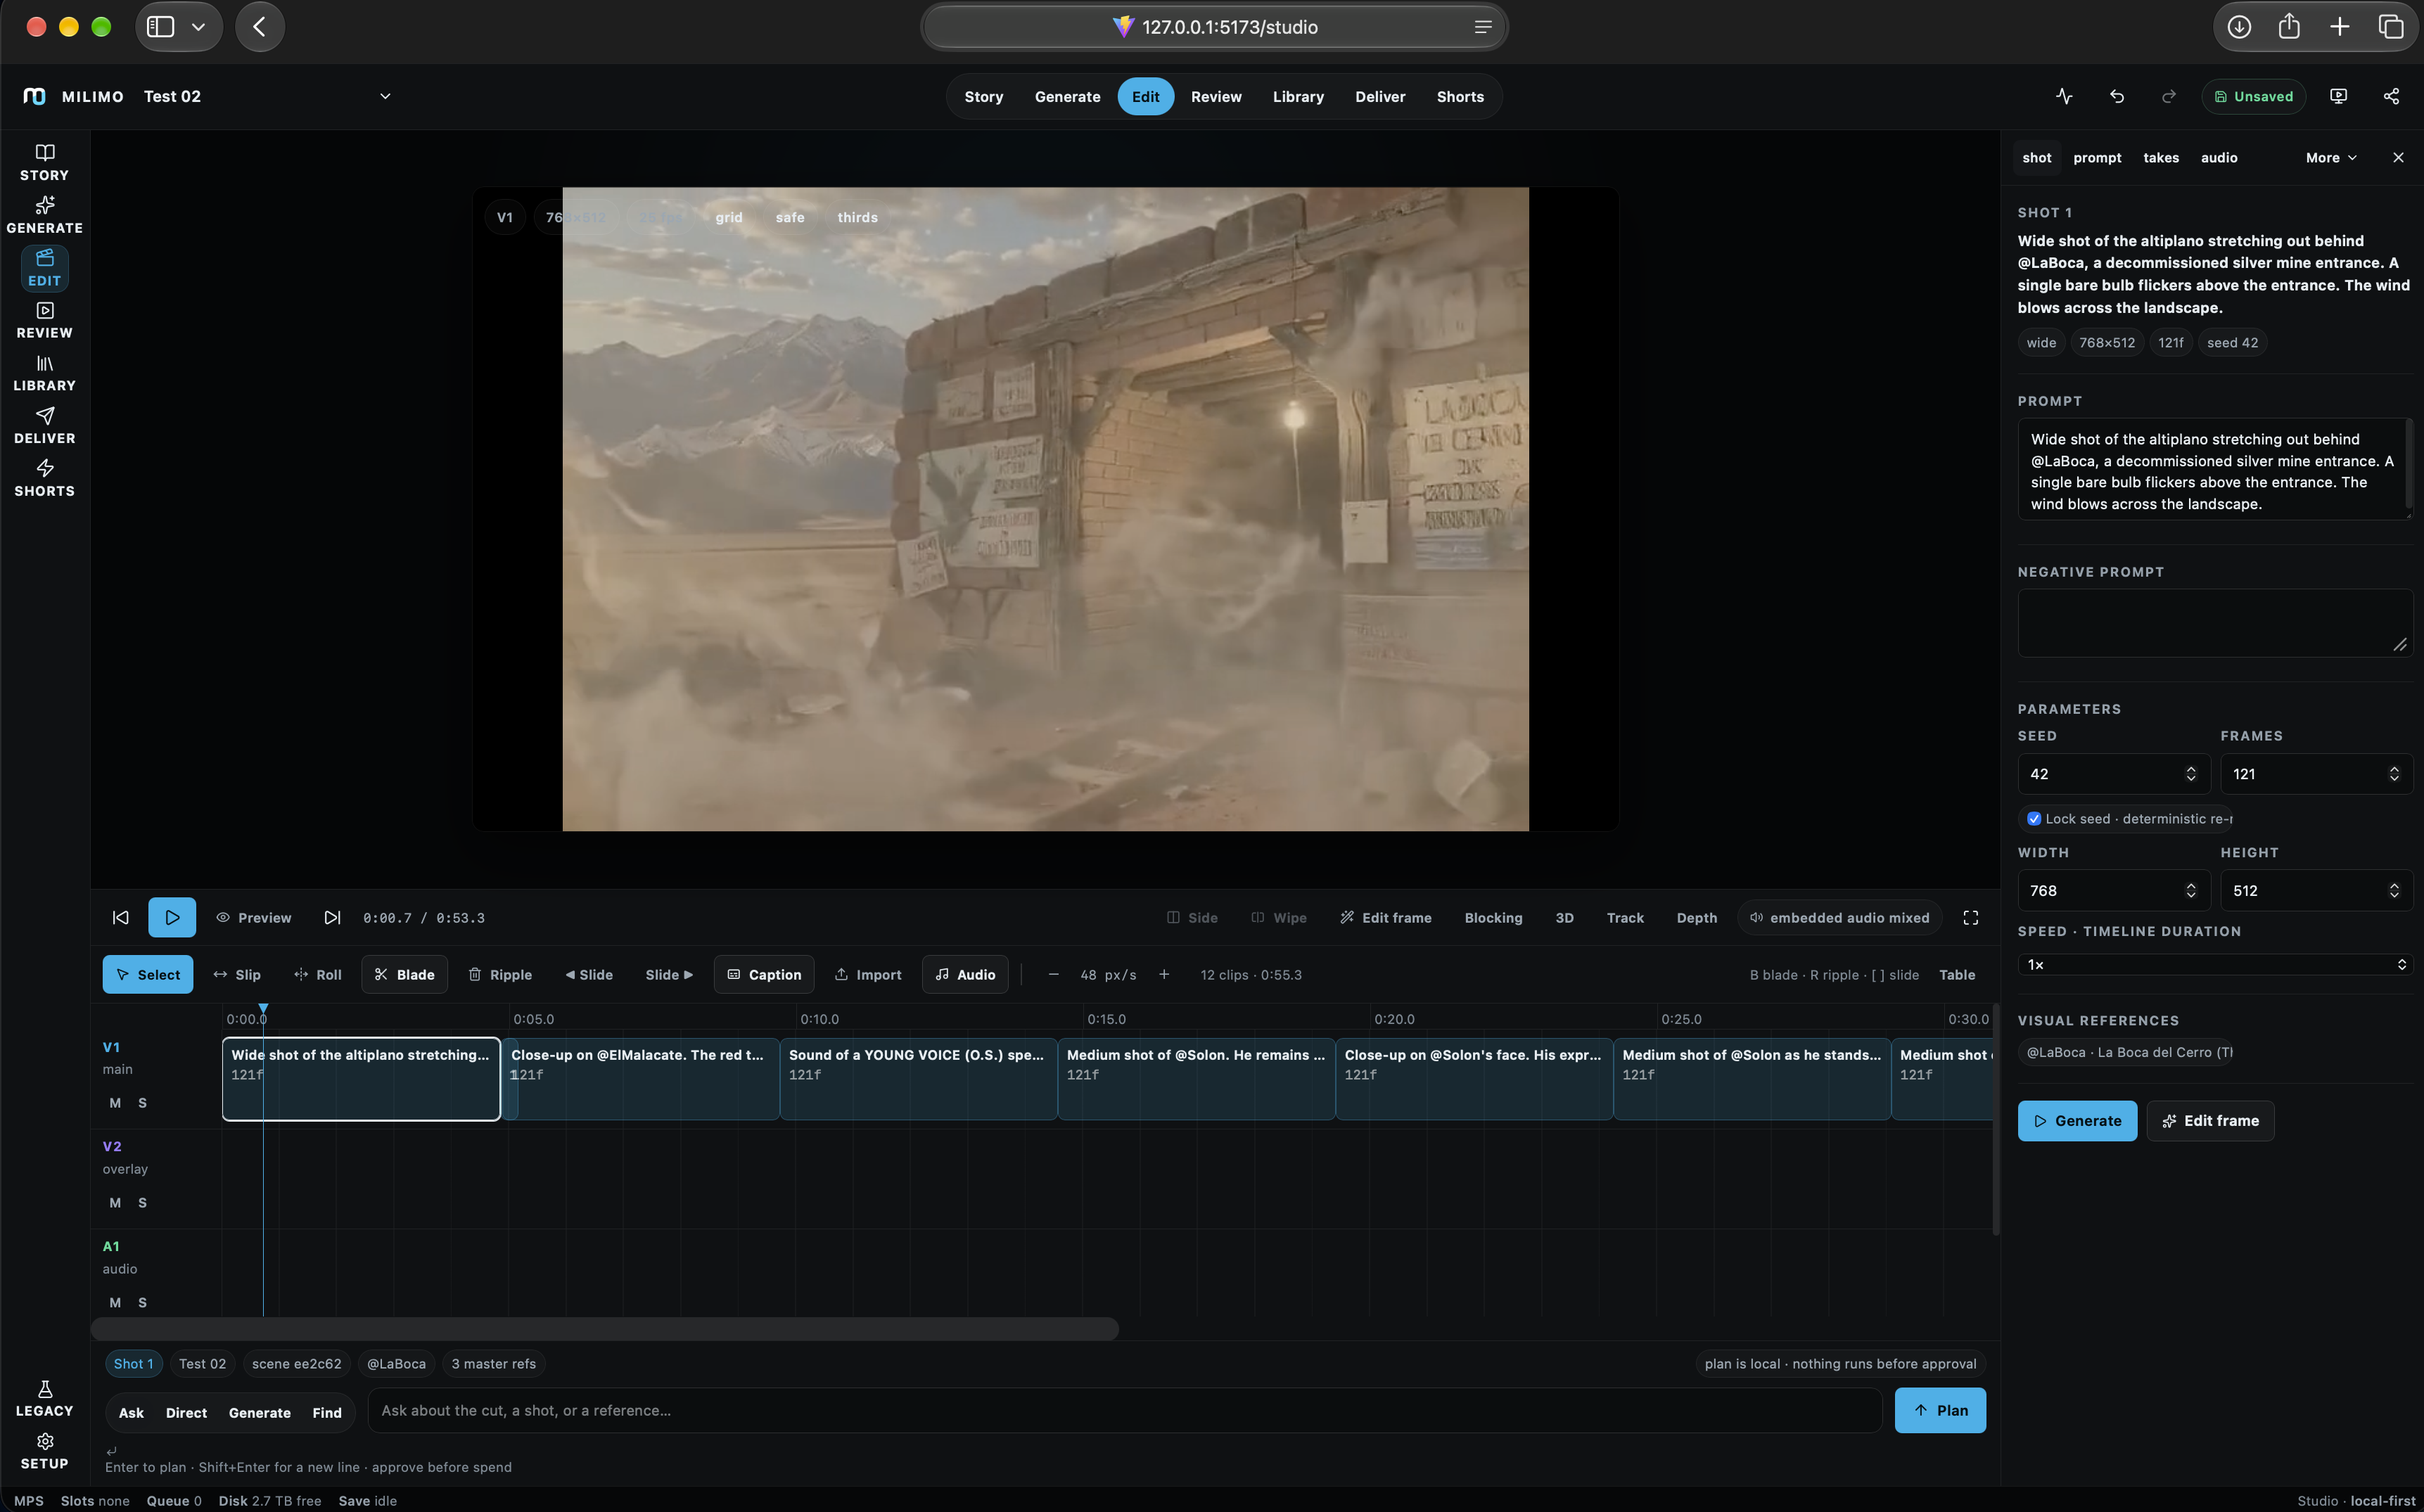 127.0.0.1:5173/studio
MILIMO Test 02
Story Generate Edit Review Library Deliver Shorts
Unsaved
STORY
GENERATE
EDIT
REVIEW
LIBRARY
DELIVER
SHORTS
LEGACY
SETUP
V1 768×512 grid safe thirds
shot prompt takes audio More
SHOT 1
Wide shot of the altiplano stretching out behind
@LaBoca, a decommissioned silver mine entrance. A
single bare bulb flickers above the entrance. The wind
blows across the landscape.
wide 768×512 121f seed 42
PROMPT
Wide shot of the altiplano stretching out behind
@LaBoca, a decommissioned silver mine entrance. A
single bare bulb flickers above the entrance. The
wind blows across the landscape.
NEGATIVE PROMPT
PARAMETERS
SEED FRAMES
42 121
Lock seed · deterministic re-r
WIDTH HEIGHT
768 512
SPEED · TIMELINE DURATION
1×
VISUAL REFERENCES
@LaBoca · La Boca del Cerro (Th
Generate Edit frame
Preview 0:00.7 / 0:53.3 Side Wipe Edit frame Blocking 3D Track Depth embedded audio mixed
Select Slip Roll Blade Ripple Slide Slide Caption Import Audio 48 px/s 12 clips · 0:55.3 B blade · R ripple · [ ] slide Table
0:00.0 0:05.0 0:10.0 0:15.0 0:20.0 0:25.0 0:30.0
V1
main
M S
Wide shot of the altiplano stretching...
121f
Close-up on @ElMalacate. The red t...
121f
Sound of a YOUNG VOICE (O.S.) spe...
121f
Medium shot of @Solon. He remains ...
121f
Close-up on @Solon's face. His expr...
121f
Medium shot of @Solon as he stands...
121f
Medium shot
121f
V2
overlay
M S
A1
audio
M S
Shot 1 Test 02 scene ee2c62 @LaBoca 3 master refs plan is local · nothing runs before approval
Ask Direct Generate Find Ask about the cut, a shot, or a reference... Plan
Enter to plan · Shift+Enter for a new line · approve before spend
MPS Slots none Queue 0 Disk 2.7 TB free Save idle Studio · local-first